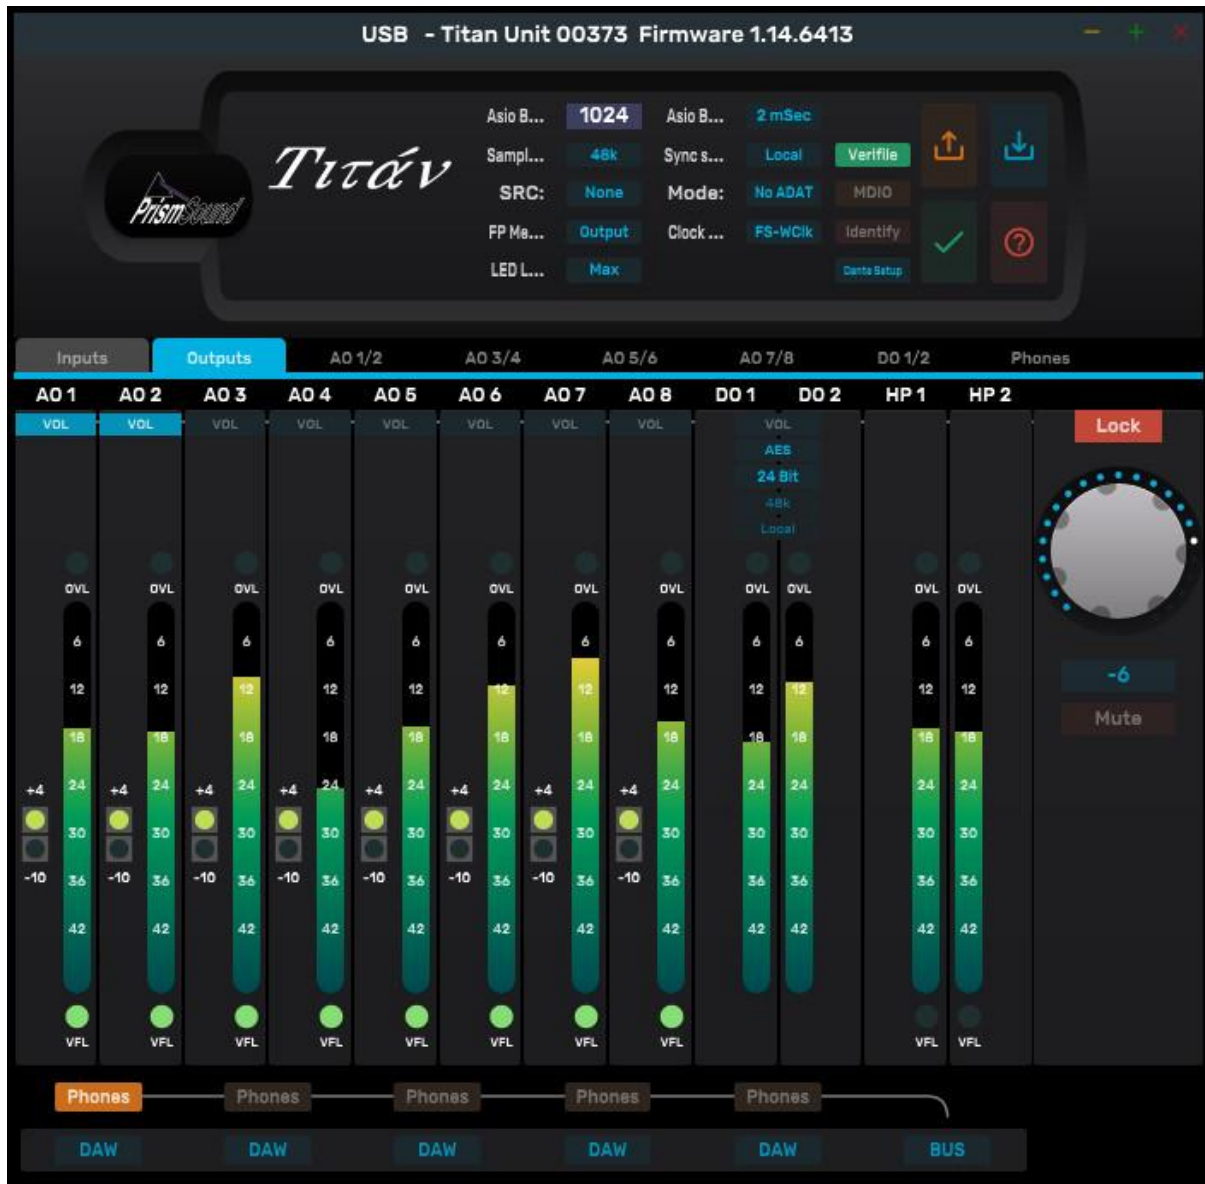 USB - Titan Unit 00373 Firmware 1.14.6413
Asio B... 1024 Asio B... 2 mSec
Sampl... 48k Sync s... Local Verifile
SRC: None Mode: No ADAT MDIO
FP Me... Output Clock ... FS-WClk Identify
LED L... Max Dante Setup
Τιτάν
PrismSound
Inputs Outputs AO 1/2 AO 3/4 AO 5/6 AO 7/8 DO 1/2 Phones
AO 1 AO 2 AO 3 AO 4 AO 5 AO 6 AO 7 AO 8 DO 1 DO 2 HP 1 HP 2
VOL VOL VOL VOL VOL VOL VOL VOL VOL Lock
AES
24 Bit
48k
Local
OVL OVL OVL OVL OVL OVL OVL OVL OVL OVL OVL OVL
6 6 6 6 6 6 6 6 6 6 6 6
-6
12 12 12 12 12 12 12 12 12 12 12 12
Mute
18 18 18 18 18 18 18 18 18 18 18 18
+4 24 +4 24 +4 24 +4 24 +4 24 +4 24 +4 24 +4 24 24 24 24 24
30 30 30 30 30 30 30 30 30 30 30 30
-10 36 -10 36 -10 36 -10 36 -10 36 -10 36 -10 36 -10 36 36 36 36 36
42 42 42 42 42 42 42 42 42 42 42 42
VFL VFL VFL VFL VFL VFL VFL VFL VFL VFL
Phones Phones Phones Phones Phones
DAW DAW DAW DAW DAW BUS